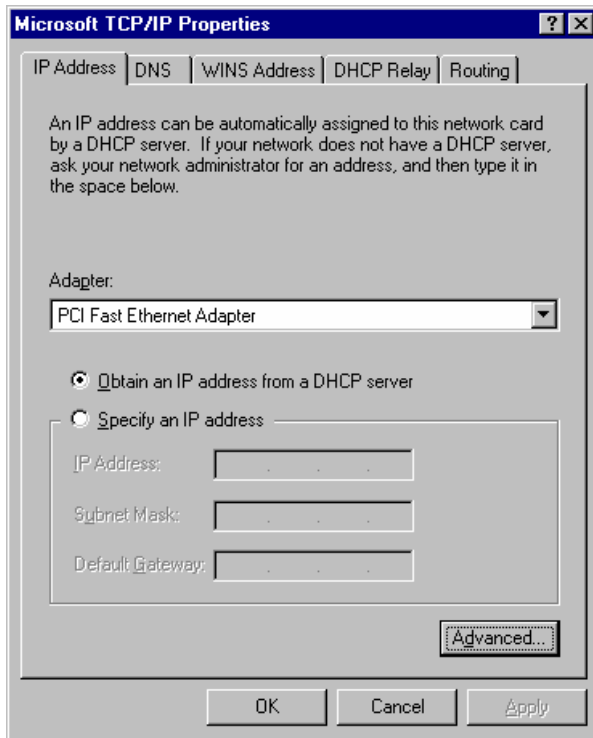 Microsoft TCP/IP Properties
IP Address DNS WINS Address DHCP Relay Routing
An IP address can be automatically assigned to this network card
by a DHCP server. If your network does not have a DHCP server,
ask your network administrator for an address, and then type it in
the space below.
Adapter:
PCI Fast Ethernet Adapter
Obtain an IP address from a DHCP server
Specify an IP address
IP Address:
Subnet Mask:
Default Gateway:
Advanced...
OK Cancel Apply